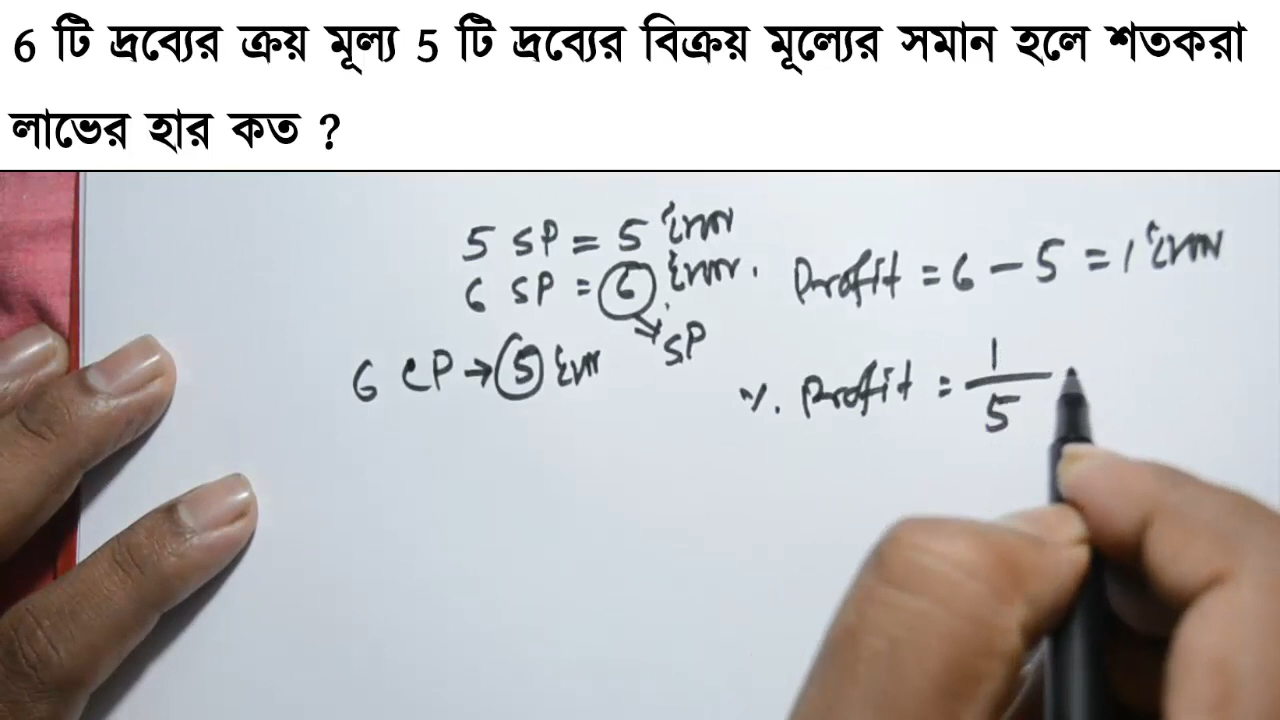 6 টি দ্রব্যের ক্রয় মূল্য 5 টি দ্রব্যের বিক্রয় মূল্যের সমান হলে শতকরা
লাভের হার কত ?
5 SP = 5 টাকা
6 SP = 6 টাকা.
SP
6 CP → 5 টাকা
Profit = 6 - 5 = 1 টাকা
% Profit = 1/5